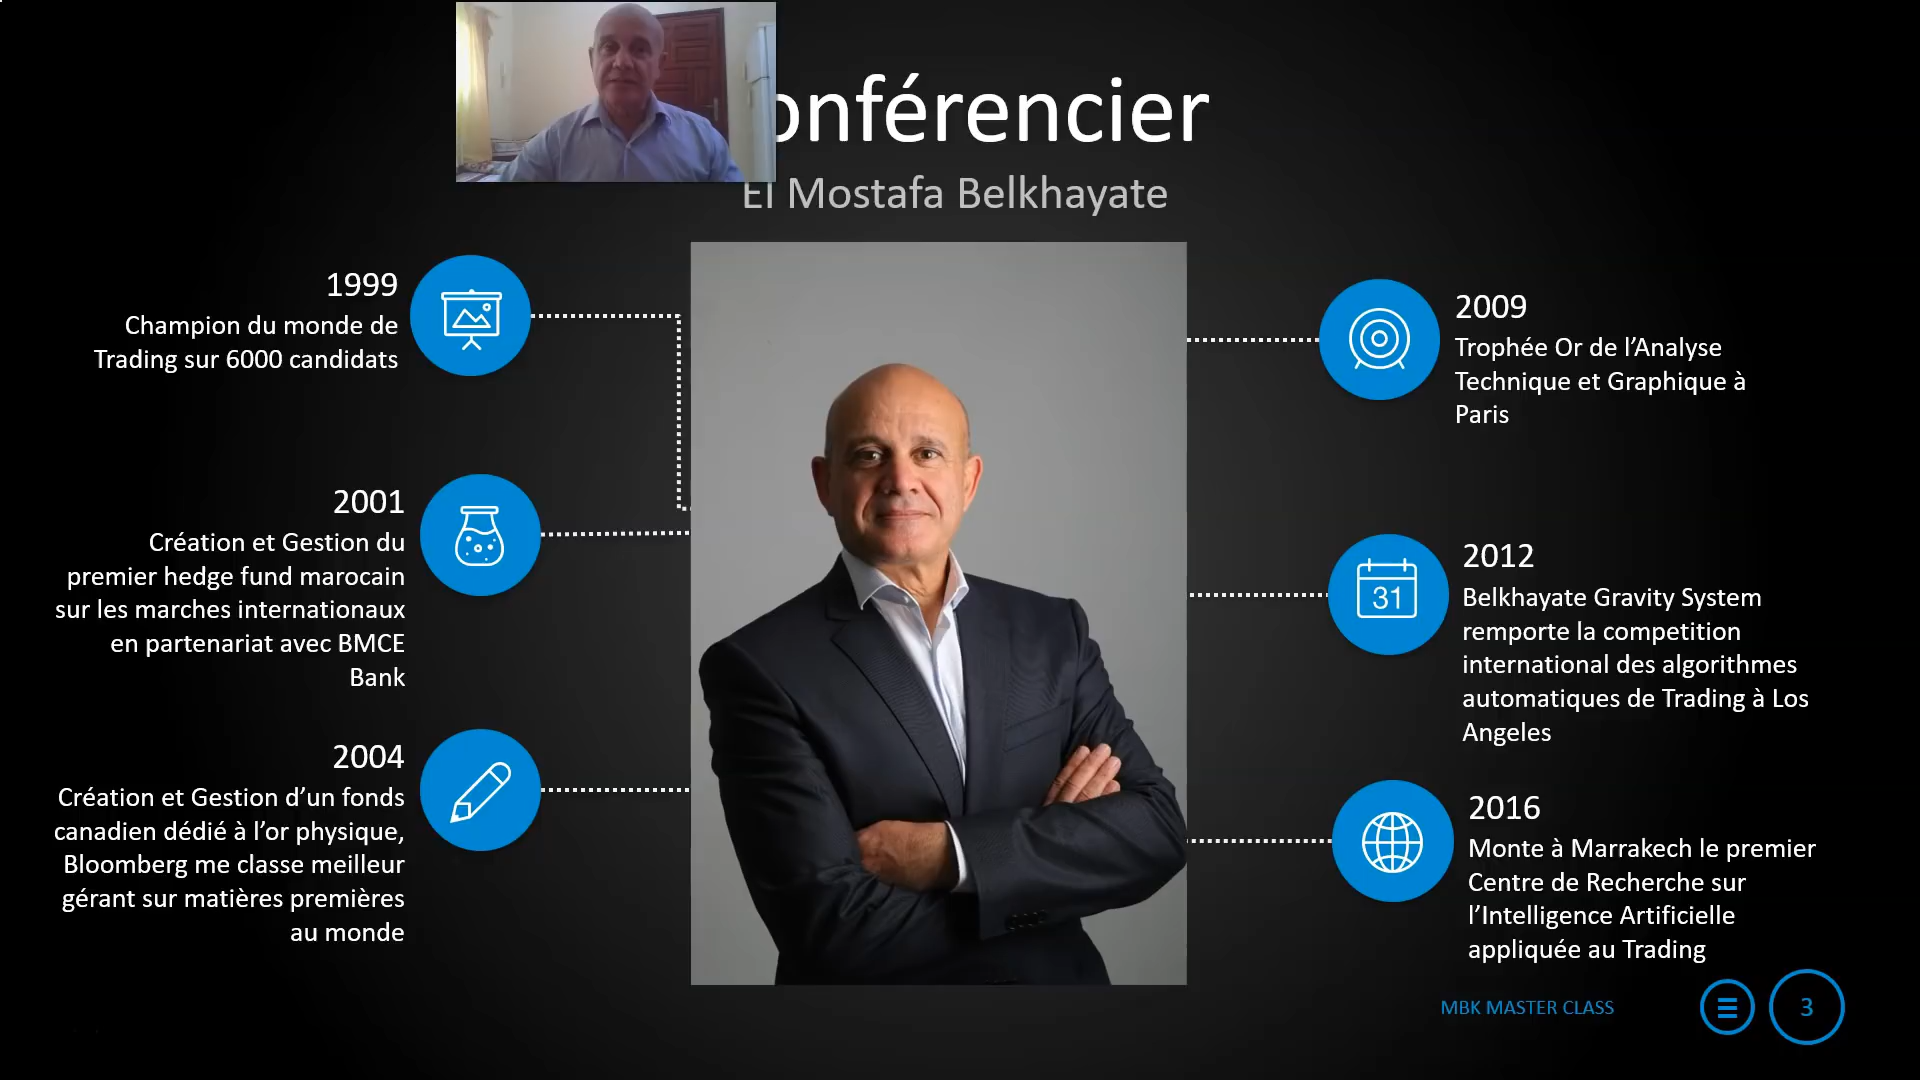 onférencier
El Mostafa Belkhayate
1999
Champion du monde de
Trading sur 6000 candidats
2001
Création et Gestion du
premier hedge fund marocain
sur les marches internationaux
en partenariat avec BMCE
Bank
2004
Création et Gestion d’un fonds
canadien dédié à l’or physique,
Bloomberg me classe meilleur
gérant sur matières premières
au monde
2009
Trophée Or de l’Analyse
Technique et Graphique à
Paris
31
2012
Belkhayate Gravity System
remporte la competition
international des algorithmes
automatiques de Trading à Los
Angeles
2016
Monte à Marrakech le premier
Centre de Recherche sur
l’Intelligence Artificielle
appliquée au Trading
MBK MASTER CLASS
3